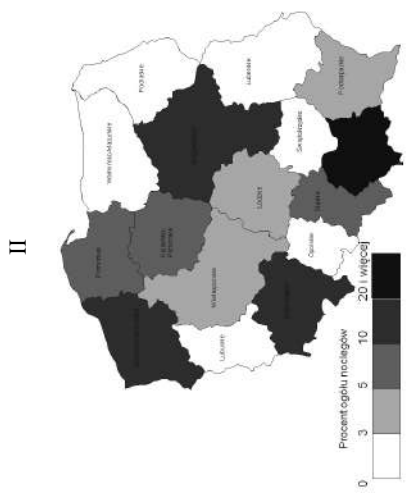 II
Pomorskie
Warmińsko-Mazurskie
Podlaskie
Kujawsko-
Pomorskie
Mazowieckie
Lubuskie
Wielkopolskie
Łódzkie
Lubelskie
Opolskie
Śląskie
Świętokrzyskie
Podkarpackie
Procent ogółu noclegów
0 3 5 10 20 i więcej